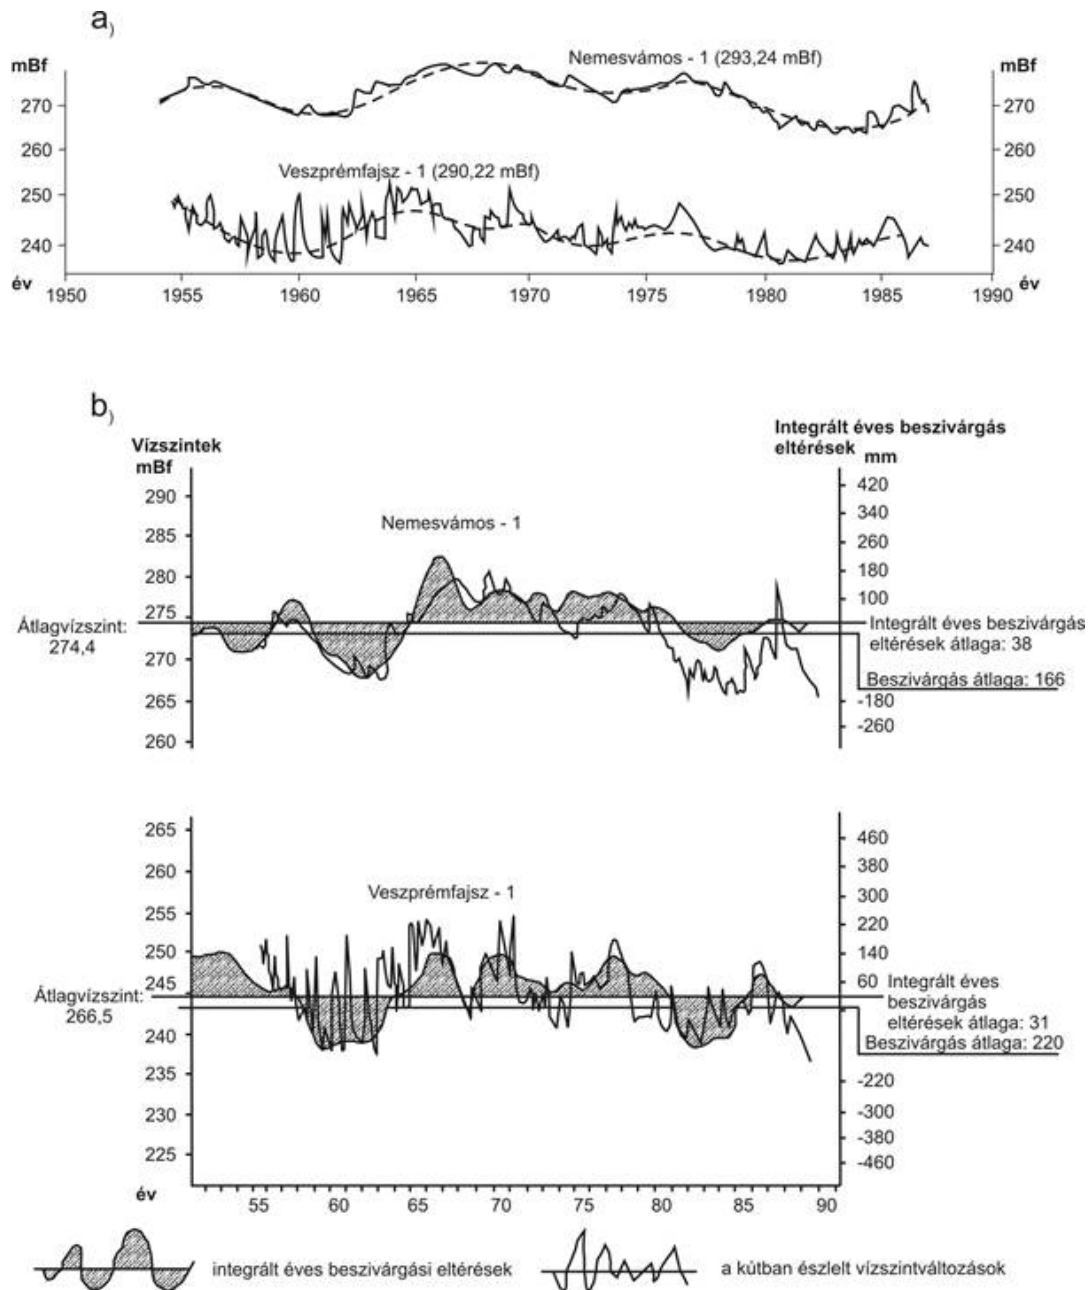 a)
Nemesvámos - 1 (293,24 mBf)
mBf
mBf
270
270
260
260
Veszprémfajsz - 1 (290,22 mBf)
250
250
240
240
év
év
1950
1955
1960
1965
1970
1975
1980
1985
1990
b)
Vízszintek
mBf
Integrált éves beszivárgás
eltérések
mm
290
285
280
275
270
265
260
Nemesvámos - 1
420
340
260
220
180
100
-180
-260
Átlagvízszint:
274,4
Integrált éves beszivárgás
eltérések átlaga: 38
Beszivárgás átlaga: 166
265
260
255
250
245
240
235
230
225
Veszprémfajsz - 1
460
380
300
220
140
60
-220
-300
-380
-460
Átlagvízszint:
266,5
Integrált éves
beszivárgás
eltérések átlaga: 31
Beszivárgás átlaga: 220
év
55
60
65
70
75
80
85
90
integrált éves beszivárgási eltérések
a kútban észlelt vízszintváltozások